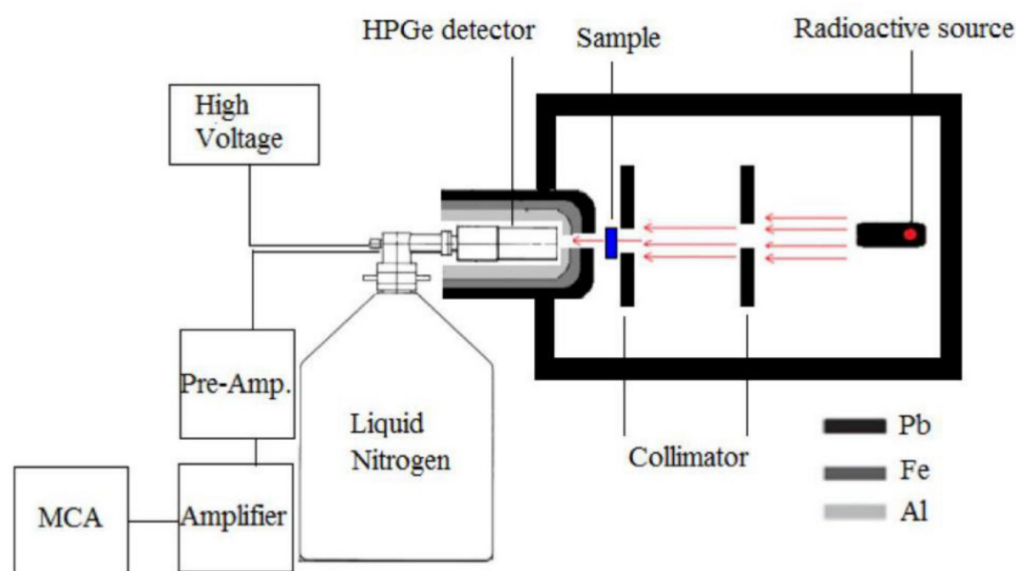 HPGe detector
Sample
Radioactive source
High
Voltage
Pre-Amp.
Liquid
Nitrogen
Collimator
Pb
Fe
Al
MCA
Amplifier